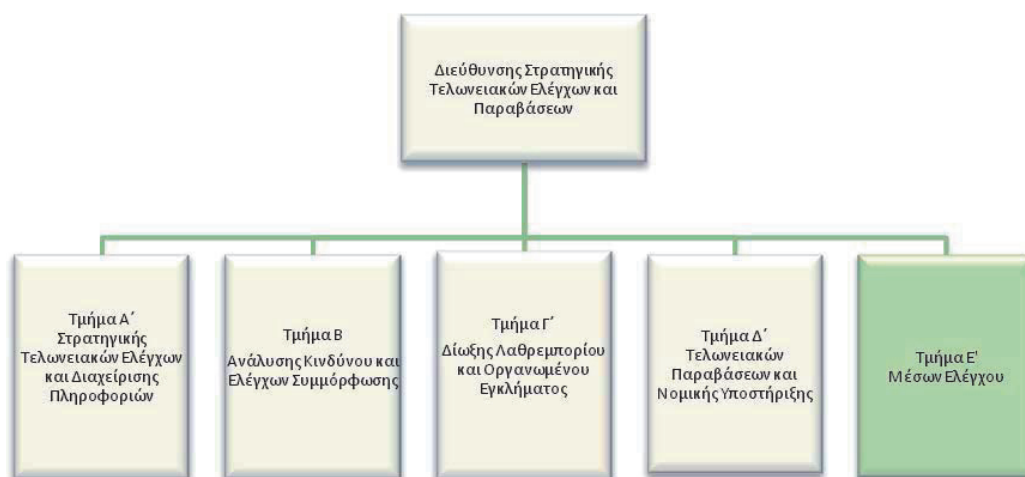 Διεύθυνσης Στρατηγικής
Τελωνειακών Ελέγχων και
Παραβάσεων
Τμήμα Α΄
Στρατηγικής
Τελωνειακών Ελέγχων
και Διαχείρισης
Πληροφοριών
Τμήμα Β
Ανάλυσης Κινδύνου και
Ελέγχων Συμμόρφωσης
Τμήμα Γ΄
Δίωξης Λαθρεμπορίου
και Οργανωμένου
Εγκλήματος
Τμήμα Δ΄
Τελωνειακών
Παραβάσεων και
Νομικής Υποστήριξης
Τμήμα Ε'
Μέσων Ελέγχου